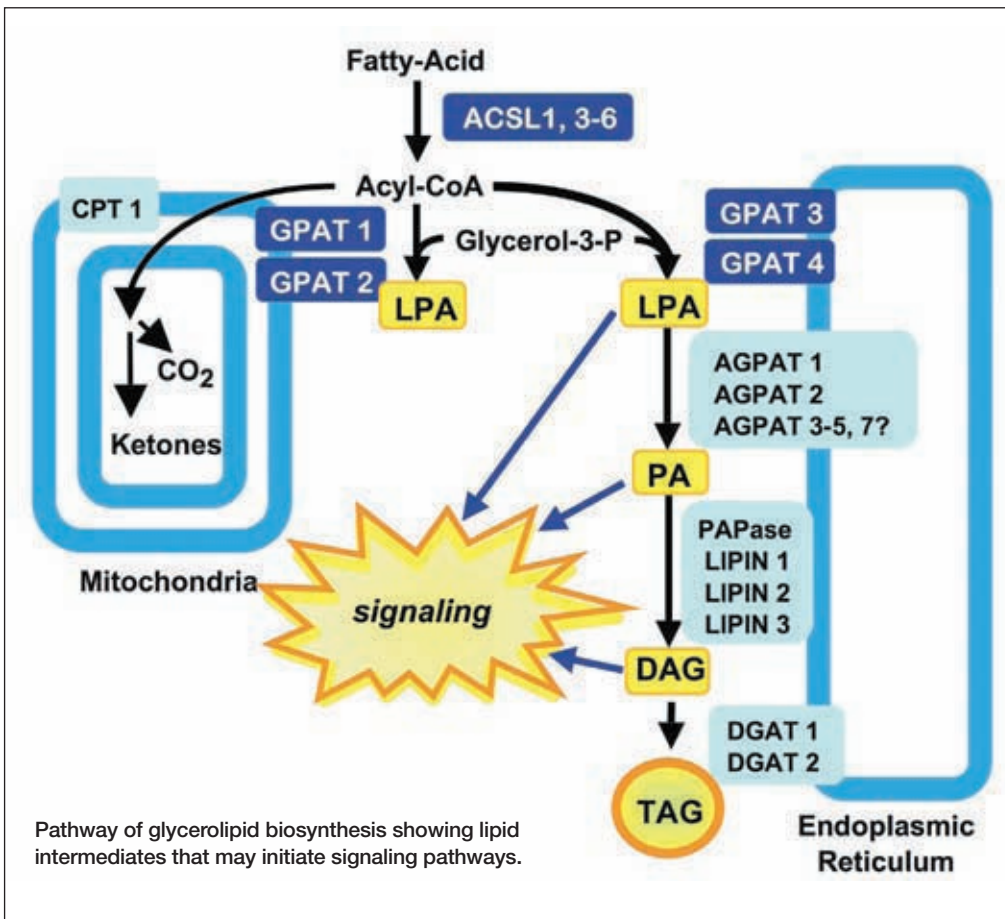 Fatty-Acid
ACSL1, 3-6
Acyl-CoA
CPT 1
GPAT 1
GPAT 2
Glycerol-3-P
GPAT 3
GPAT 4
LPA
LPA
CO2
Ketones
AGPAT 1
AGPAT 2
AGPAT 3-5, 7?
PA
Mitochondria
signaling
PAPase
LIPIN 1
LIPIN 2
LIPIN 3
DAG
DGAT 1
DGAT 2
TAG
Endoplasmic
Reticulum
Pathway of glycerolipid biosynthesis showing lipid
intermediates that may initiate signaling pathways.